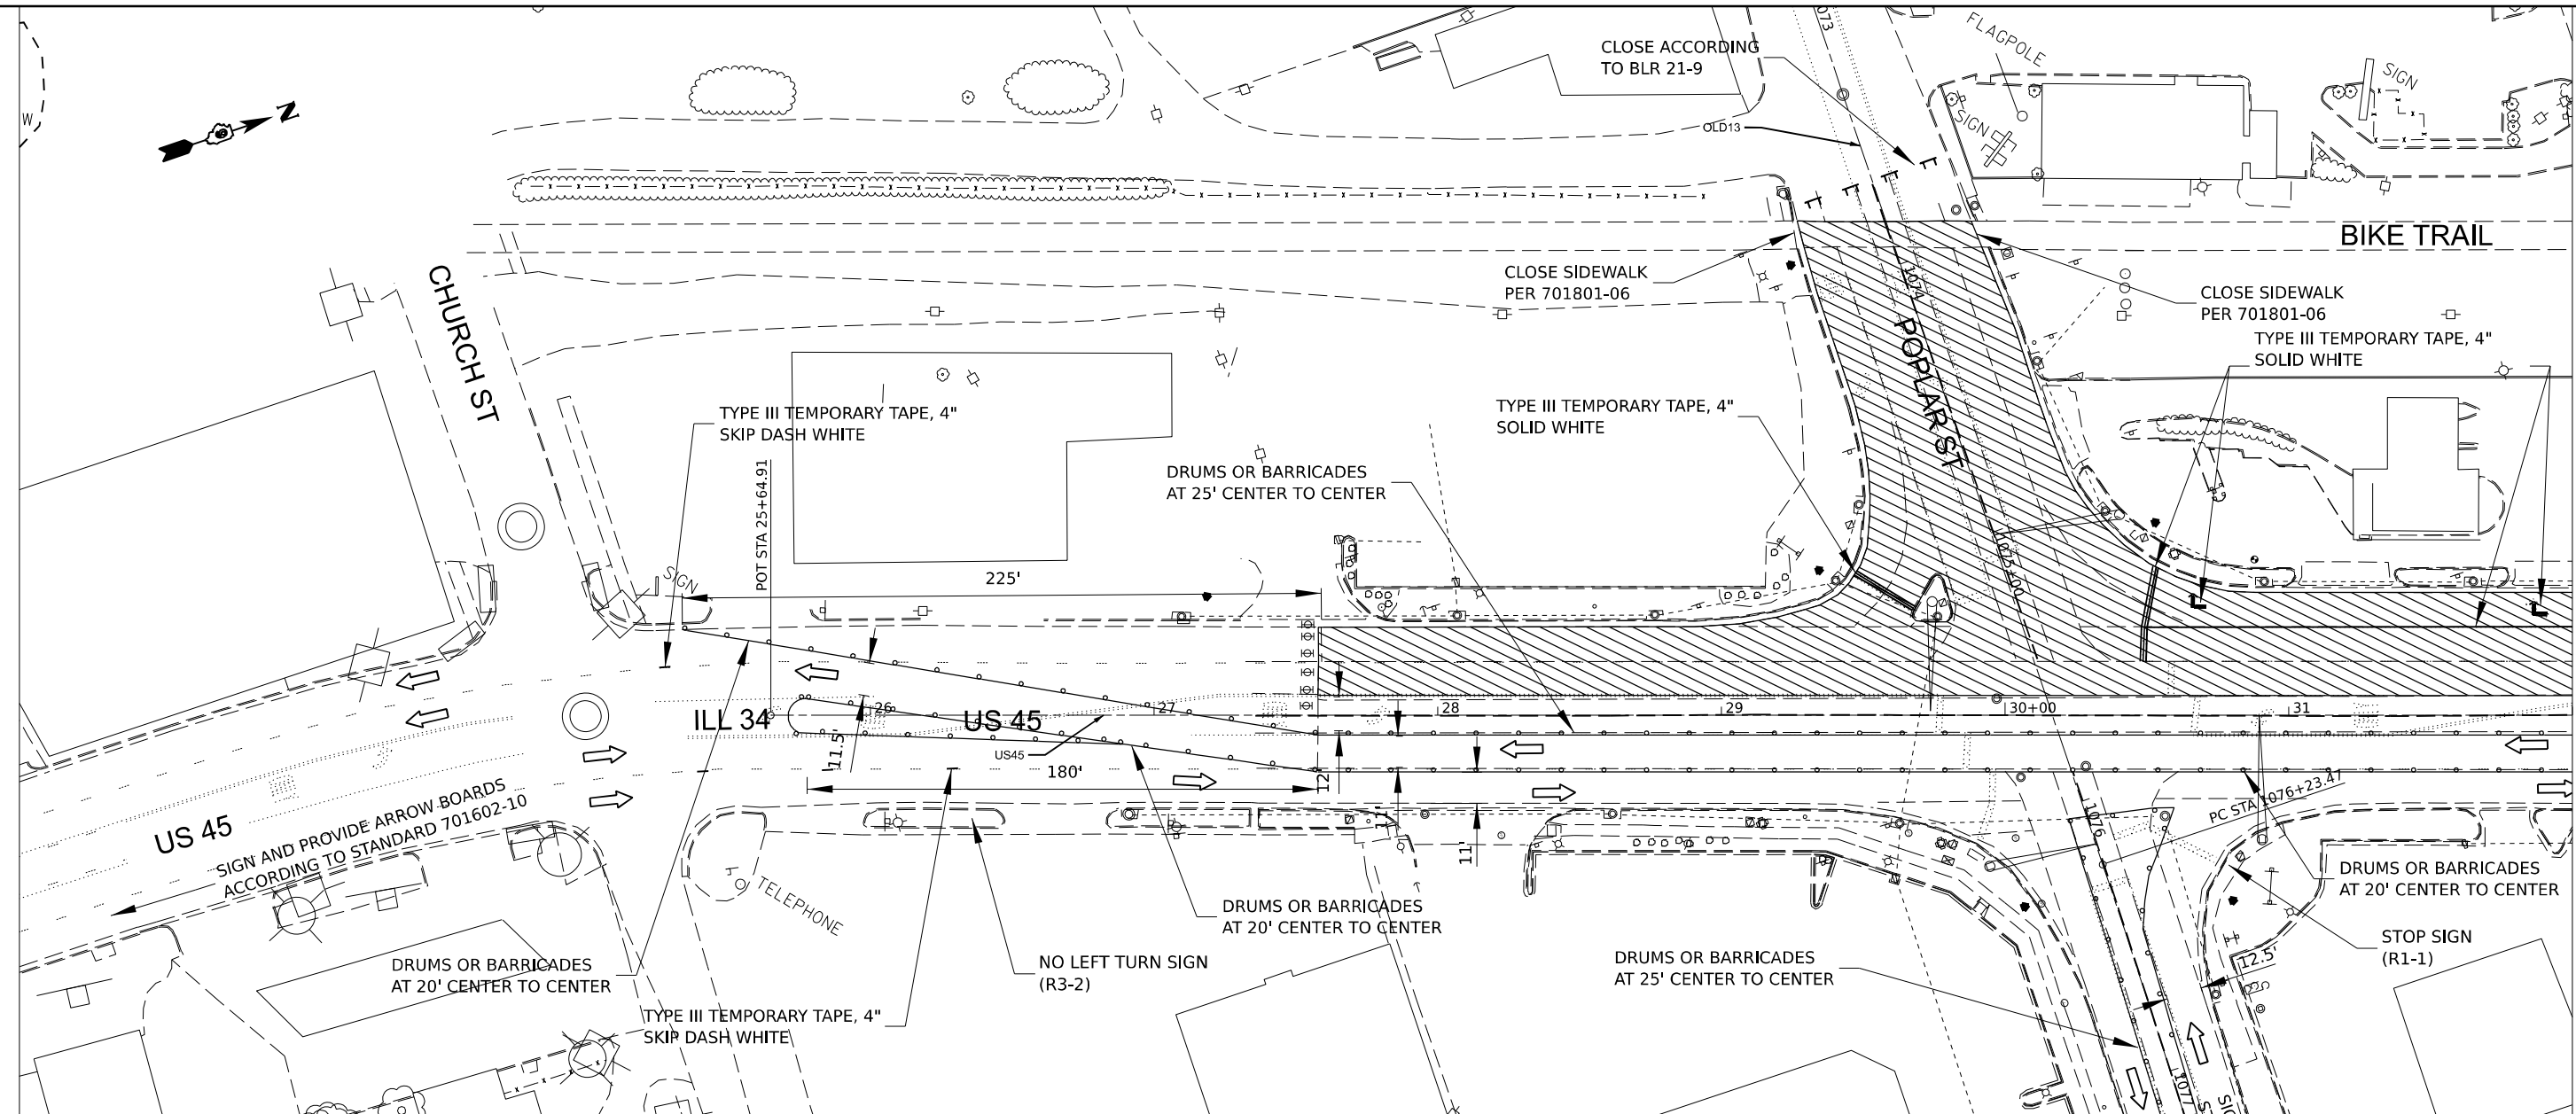 1073
FLAGPOLE
CLOSE ACCORDING
TO BLR 21-9
SIGN
W
N
OLD13
SIGN
BIKE TRAIL
CLOSE SIDEWALK
PER 701801-06
1074
CLOSE SIDEWALK
PER 701801-06
CHURCH ST
POPLAR ST
TYPE III TEMPORARY TAPE, 4"
SOLID WHITE
TYPE III TEMPORARY TAPE, 4"
SKIP DASH WHITE
TYPE III TEMPORARY TAPE, 4"
SOLID WHITE
DRUMS OR BARRICADES
AT 25' CENTER TO CENTER
POT STA 25+64.91
1075+00
SIGN
225'
ILL 34
26
US 45
27
28
29
30+00
31
11.5'
US45
180'
12'
11'
11'
US 45
SIGN AND PROVIDE ARROW BOARDS
ACCORDING TO STANDARD 701602-10
1076
PC STA 1076+23.47
TELEPHONE
DRUMS OR BARRICADES
AT 20' CENTER TO CENTER
DRUMS OR BARRICADES
AT 20' CENTER TO CENTER
STOP SIGN
(R1-1)
12.5'
DRUMS OR BARRICADES
AT 20' CENTER TO CENTER
NO LEFT TURN SIGN
(R3-2)
DRUMS OR BARRICADES
AT 25' CENTER TO CENTER
TYPE III TEMPORARY TAPE, 4"
SKIP DASH WHITE
1077